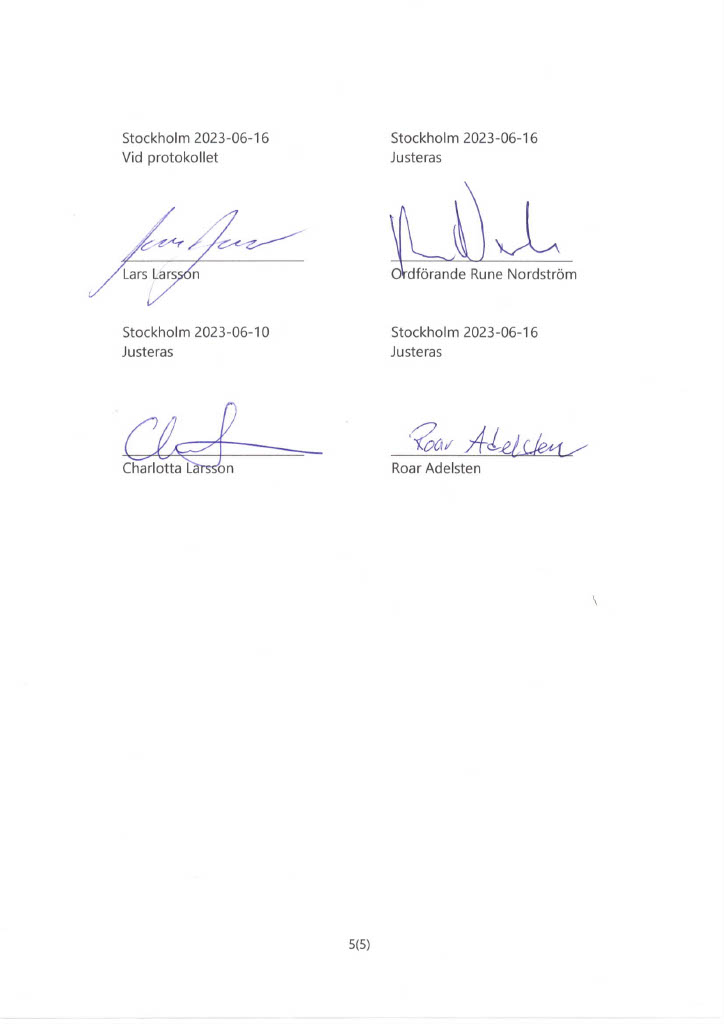 Stockholm 2023-06-16
Vid protokollet
Lars Larsson
Stockholm 2023-06-16
Justeras
Ordförande Rune Nordström
Stockholm 2023-06-10
Justeras
Charlotta Larsson
Stockholm 2023-06-16
Justeras
Roar Adelsten
Roar Adelsten
5(5)